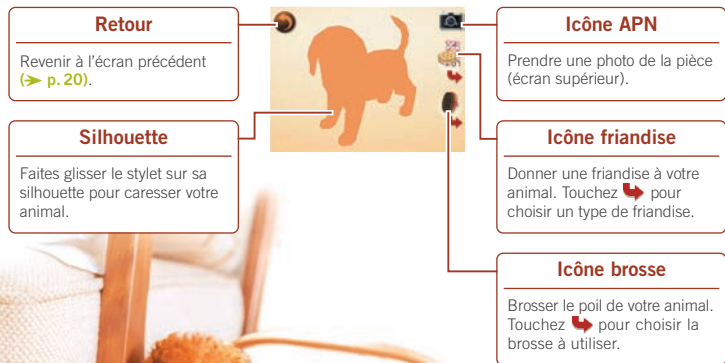 Retour
Revenir à l'écran précédent
(➤ p. 20).
Silhouette
Faites glisser le stylet sur sa
silhouette pour caresser votre
animal.
Icône APN
Prendre une photo de la pièce
(écran supérieur).
Icône friandise
Donner une friandise à votre
animal. Touchez pour
choisir un type de friandise.
Icône brosse
Brosser le poil de votre animal.
Touchez pour choisir la
brosse à utiliser.